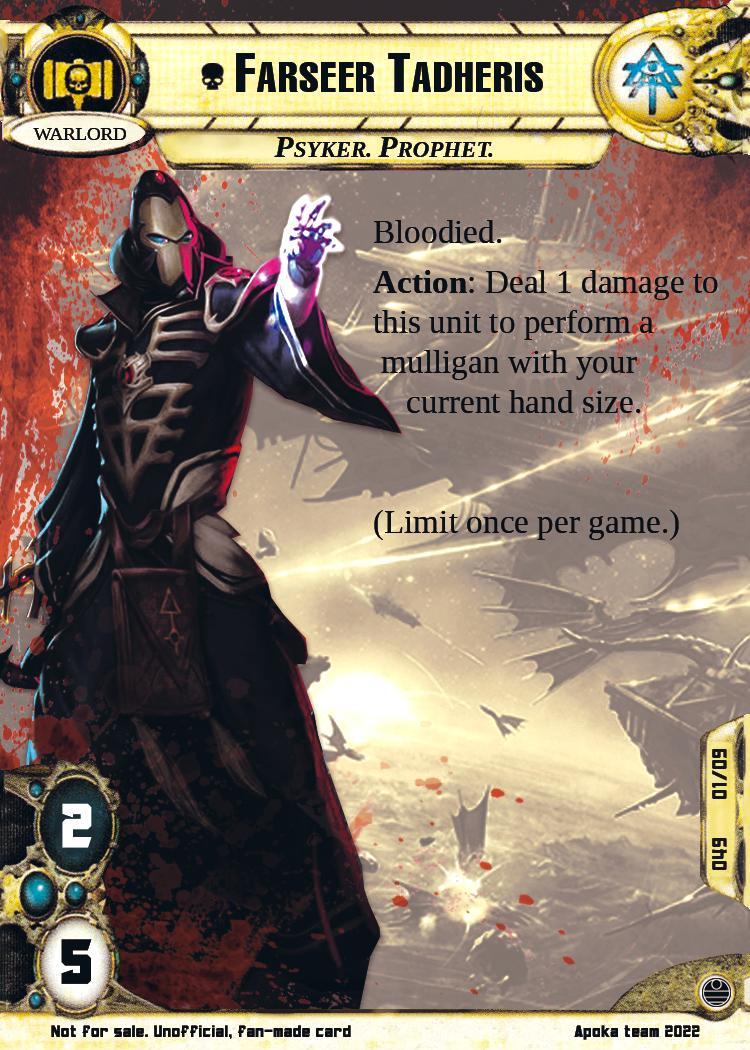 Farseer Tadheris
WARLORD
Psyker. Prophet.
Bloodied.
Action: Deal 1 damage to
this unit to perform a
mulligan with your
current hand size.
(Limit once per game.)
01/09
049
2
5
Not for sale. Unofficial, fan-made card
Apoka team 2022